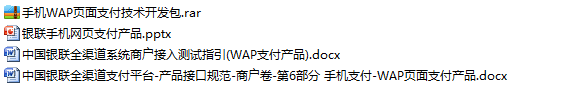 手机WAP页面支付技术开发包.rar
银联手机网页支付产品.pptx
中国银联全渠道系统商户接入测试指引(WAP支付产品).docx
中国银联全渠道支付平台-产品接口规范-商户卷-第6部分 手机支付-WAP页面支付产品.docx